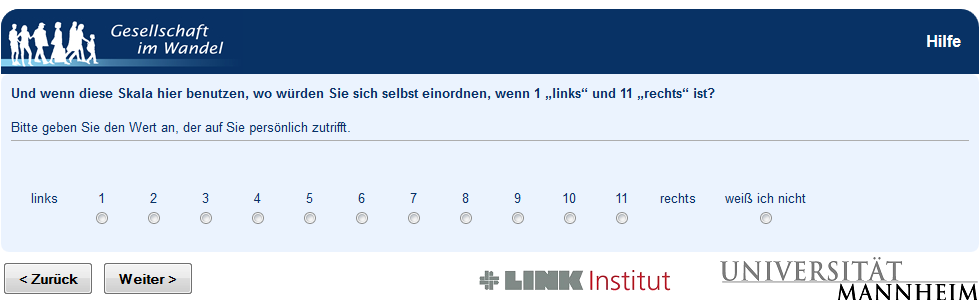 Gesellschaft
im Wandel
Hilfe
Und wenn diese Skala hier benutzen, wo würden Sie sich selbst einordnen, wenn 1 „links“ und 11 „rechts“ ist?
Bitte geben Sie den Wert an, der auf Sie persönlich zutrifft.
links 1 2 3 4 5 6 7 8 9 10 11 rechts weiß ich nicht
< Zurück Weiter >
LINK Institut
UNIVERSITÄT
MANNHEIM